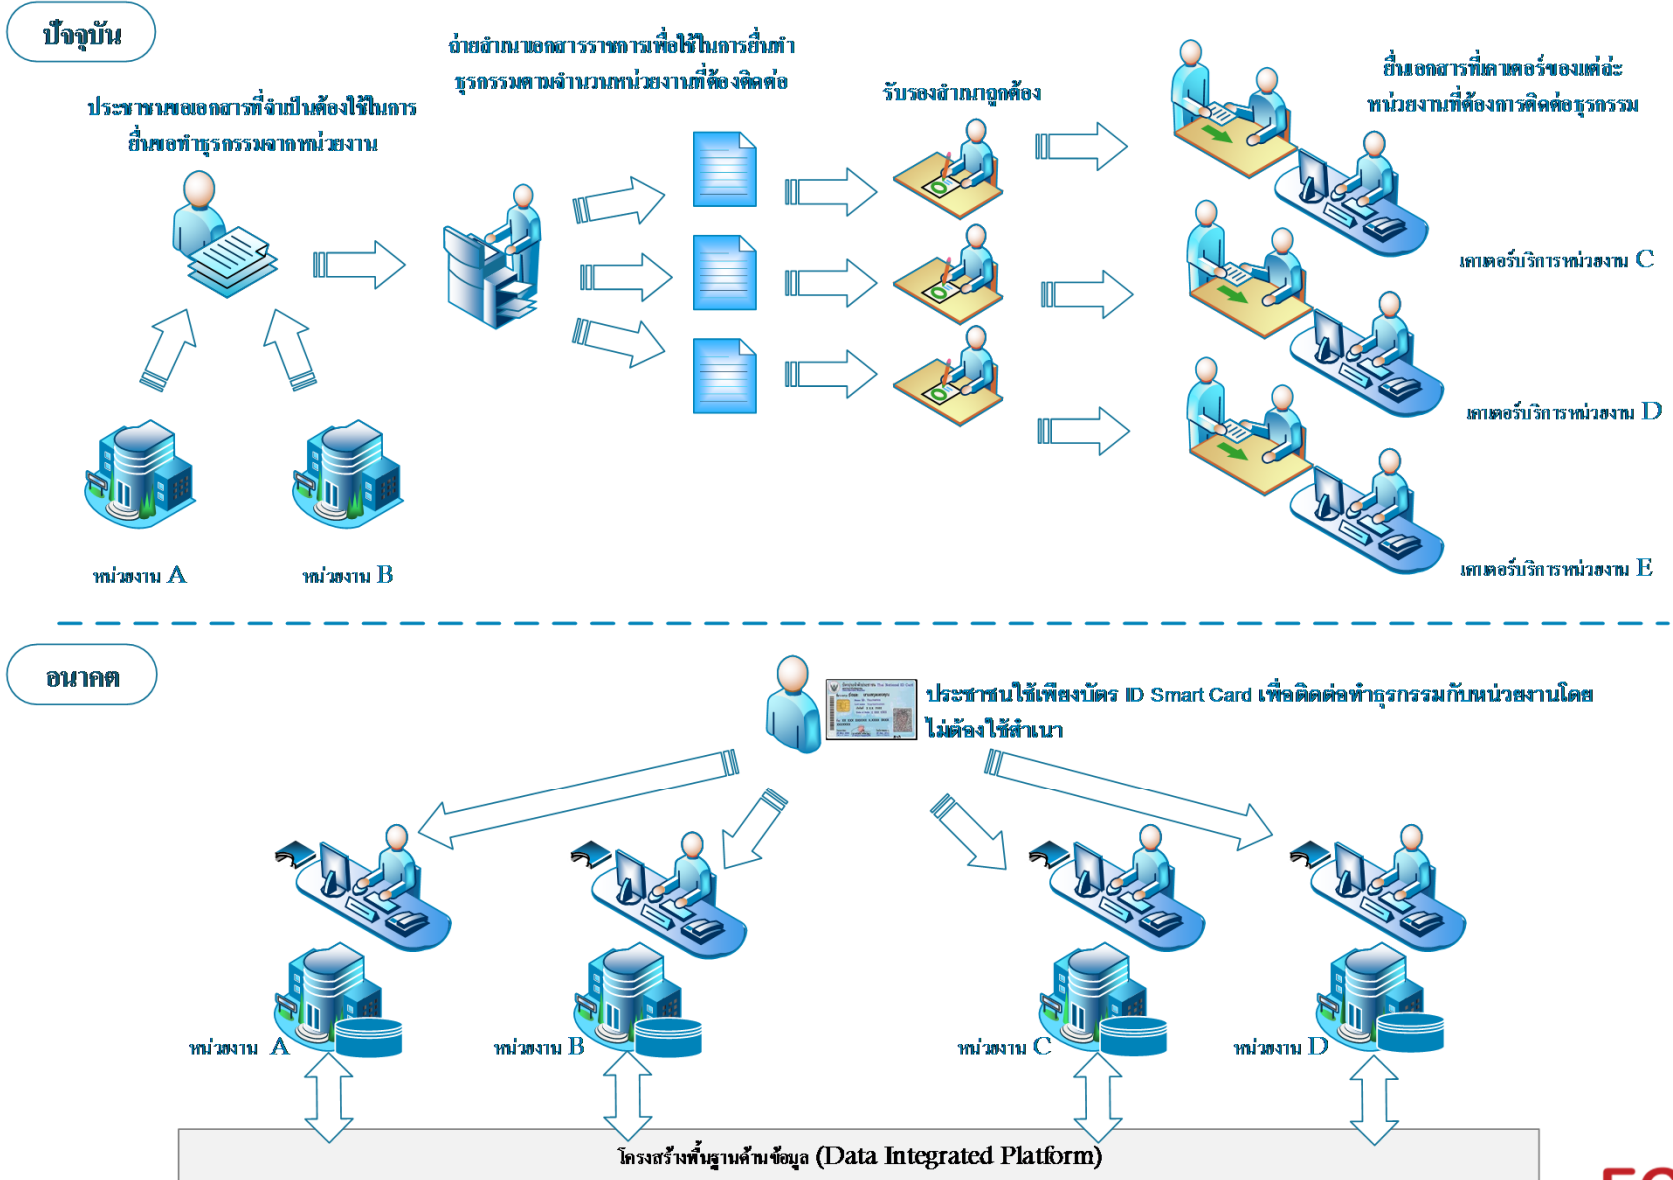 ปัจจุบัน
ถ่ายสำเนาเอกสารราชการเพื่อใช้ในการยื่นทำ
ธุรกรรมตามจำนวนหน่วยงานที่ต้องติดต่อ
ยื่นเอกสารที่เคาเตอร์ของแต่ล่ะ
หน่วยงานที่ต้องการติดต่อธุรกรรม
รับรองสำเนาถูกต้อง
ประชาชนขอเอกสารที่จำเป็นต้องใช้ในการ
ยื่นขอทำธุรกรรมจากหน่วยงาน
เคาเตอร์บริการหน่วยงาน C
เคาเตอร์บริการหน่วยงาน D
เคาเตอร์บริการหน่วยงาน E
หน่วยงาน A
หน่วยงาน B
อนาคต
ประชาชนใช้เพียงบัตร ID Smart Card เพื่อติดต่อทำธุรกรรมกับหน่วยงานโดย
ไม่ต้องใช้สำเนา
หน่วยงาน A
หน่วยงาน B
หน่วยงาน C
หน่วยงาน D
โครงสร้างพื้นฐานด้านข้อมูล (Data Integrated Platform)